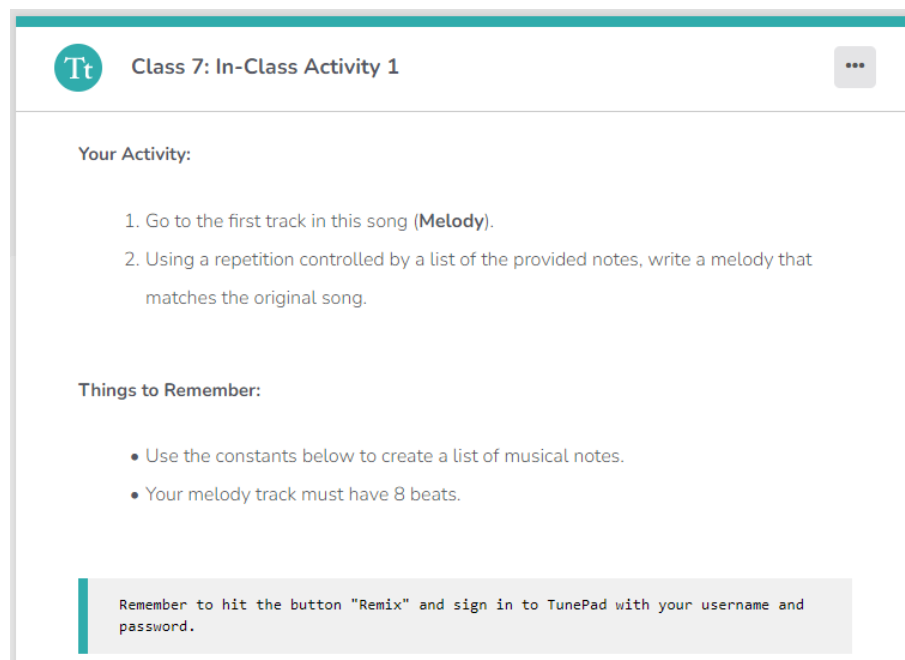 Tt
Class 7: In-Class Activity 1
Your Activity:
1. Go to the first track in this song (Melody).
2. Using a repetition controlled by a list of the provided notes, write a melody that
matches the original song.
Things to Remember:
• Use the constants below to create a list of musical notes.
• Your melody track must have 8 beats.
Remember to hit the button "Remix" and sign in to TunePad with your username and
password.